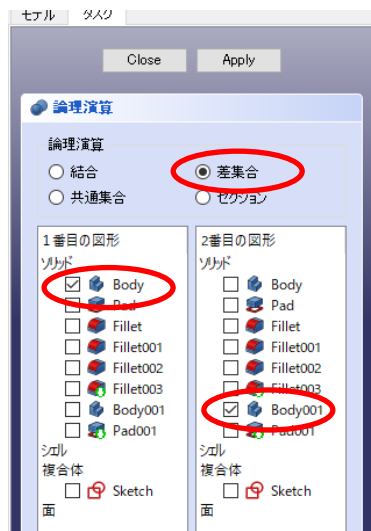 モデル タスク
Close Apply
論理演算
論理演算
結合 差集合
共通集合 セクション
1番目の図形 2番目の図形
ソリッド ソリッド
Body Body
Pad Pad
Fillet Fillet
Fillet001 Fillet001
Fillet002 Fillet002
Fillet003 Fillet003
Body001 Body001
Pad001 Pad001
シェル シェル
複合体 複合体
Sketch Sketch
面 面